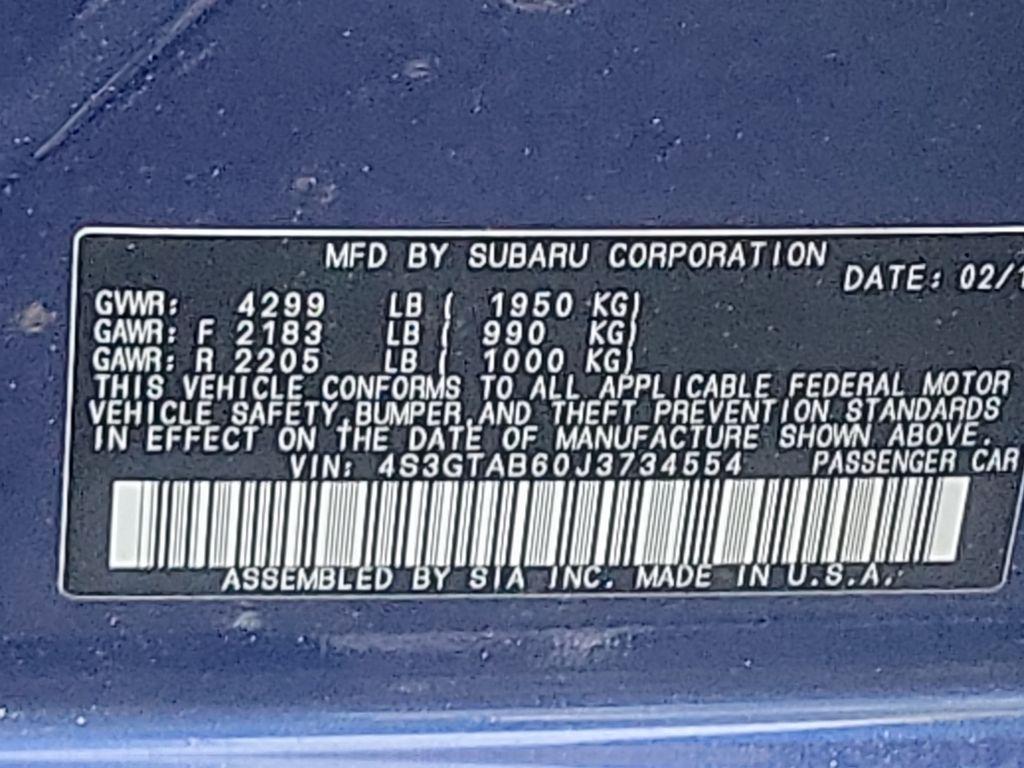 MFD BY SUBARU CORPORATION
DATE: 02/1
GVWR: 4299 LB ( 1950 KG)
GAWR: F 2183 LB ( 990 KG)
GAWR: R 2205 LB ( 1000 KG)
THIS VEHICLE CONFORMS TO ALL APPLICABLE FEDERAL MOTOR
VEHICLE SAFETY,BUMPER,AND THEFT PREVENTION STANDARDS
IN EFFECT ON THE DATE OF MANUFACTURE SHOWN ABOVE.
VIN: 4S3GTAB60J3734554 PASSENGER CAR
ASSEMBLED BY SIA INC. MADE IN U.S.A.